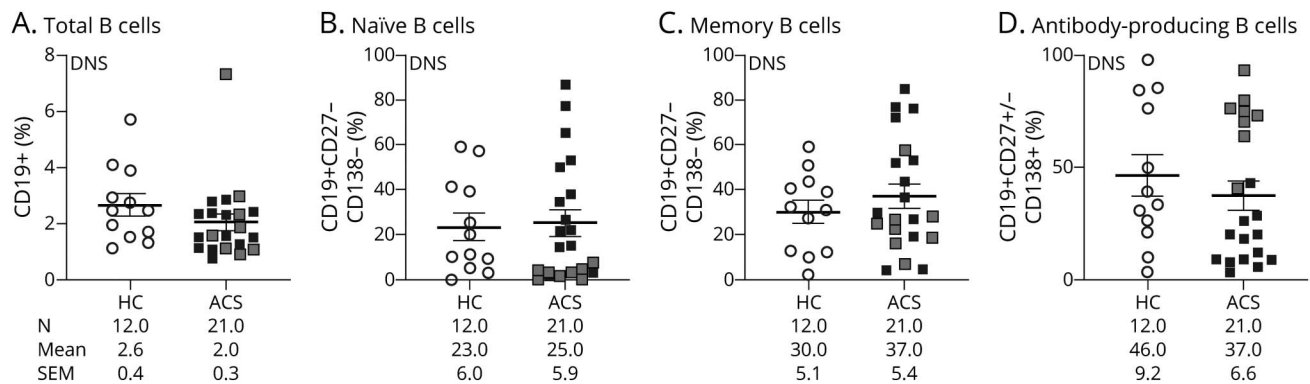 A. Total B cells
8
6
4
2
0
CD19+ (%)
DNS
HC ACS
N 12.0 21.0
Mean 2.6 2.0
SEM 0.4 0.3
B. Naïve B cells
100
80
60
40
20
0
CD19+CD27−
CD138− (%)
DNS
HC ACS
12.0 21.0
23.0 25.0
6.0 5.9
C. Memory B cells
100
80
60
40
20
0
CD19+CD27−
CD138− (%)
HC ACS
12.0 21.0
30.0 37.0
5.1 5.4
D. Antibody-producing B cells
100
50
0
CD19+CD27+/−
CD138+ (%)
DNS
HC ACS
12.0 21.0
46.0 37.0
9.2 6.6